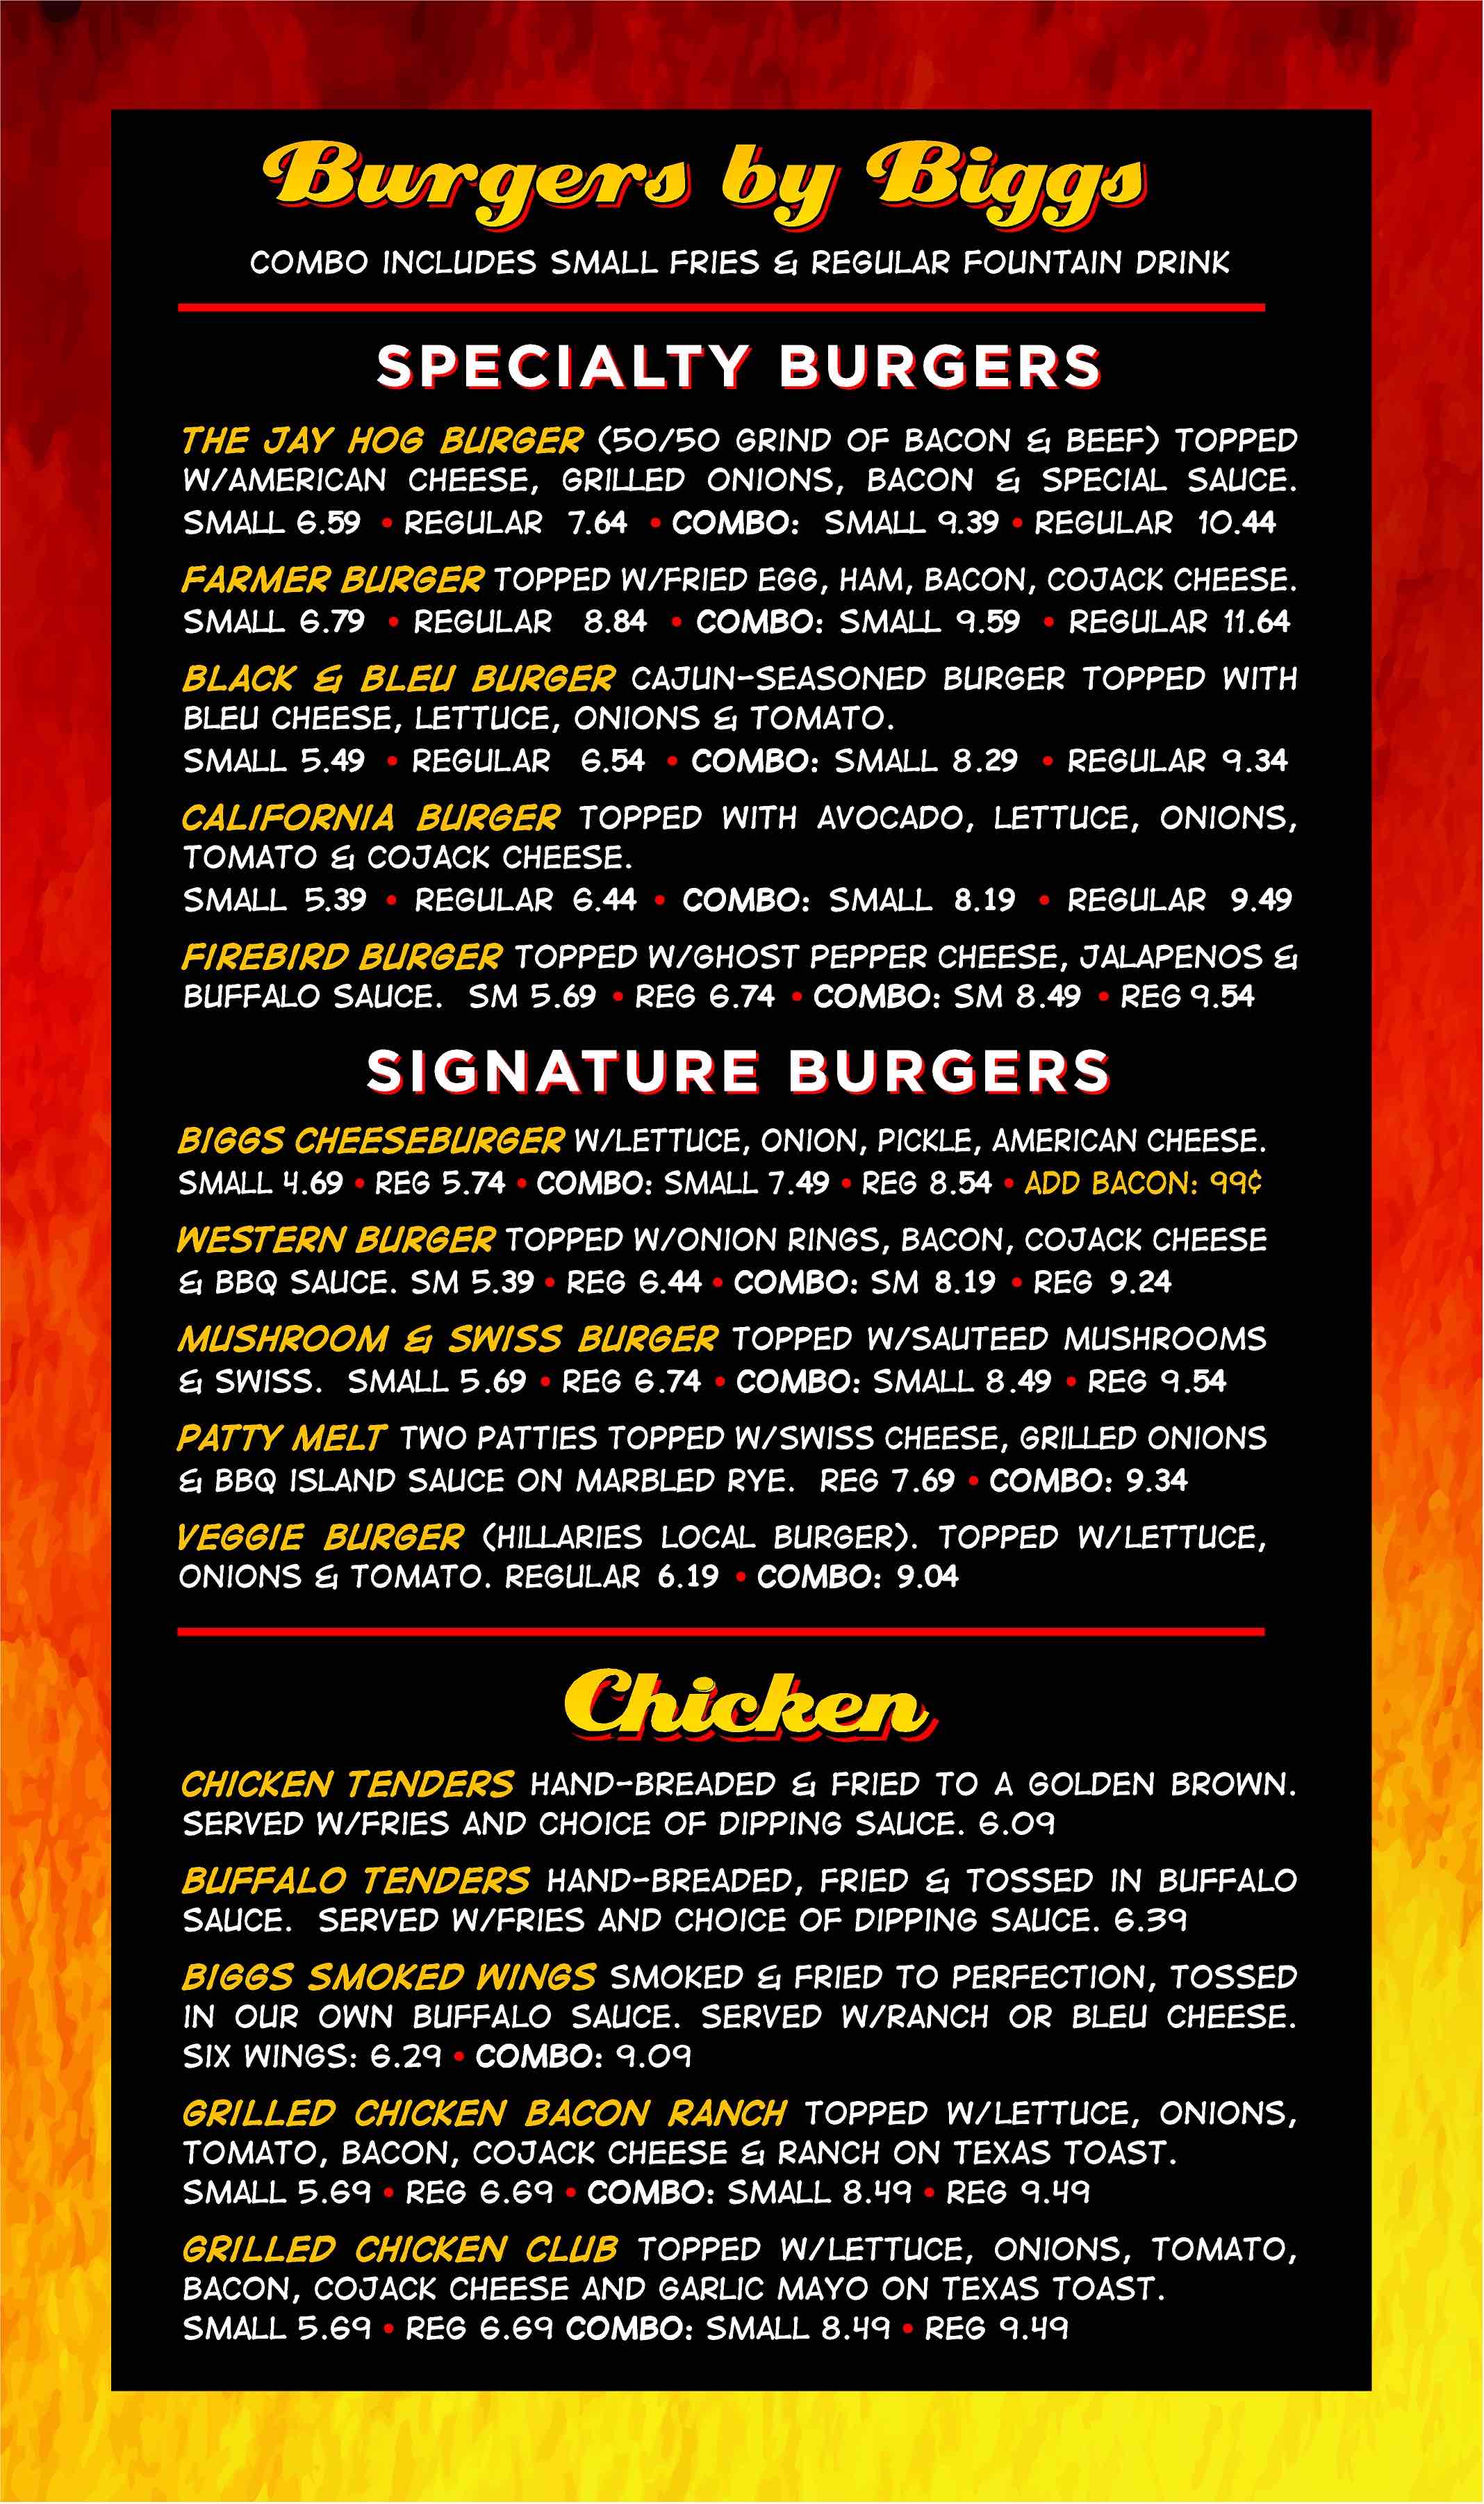 Burgers by Biggs
COMBO INCLUDES SMALL FRIES & REGULAR FOUNTAIN DRINK
SPECIALTY BURGERS
THE JAY HOG BURGER (50/50 GRIND OF BACON & BEEF) TOPPED
W/AMERICAN CHEESE, GRILLED ONIONS, BACON & SPECIAL SAUCE.
SMALL 6.59 • REGULAR 7.64 • COMBO: SMALL 9.39 • REGULAR 10.44
FARMER BURGER TOPPED W/FRIED EGG, HAM, BACON, COJACK CHEESE.
SMALL 6.79 • REGULAR 8.84 • COMBO: SMALL 9.59 • REGULAR 11.64
BLACK & BLEU BURGER CAJUN-SEASONED BURGER TOPPED WITH
BLEU CHEESE, LETTUCE, ONIONS & TOMATO.
SMALL 5.49 • REGULAR 6.54 • COMBO: SMALL 8.29 • REGULAR 9.34
CALIFORNIA BURGER TOPPED WITH AVOCADO, LETTUCE, ONIONS,
TOMATO & COJACK CHEESE.
SMALL 5.39 • REGULAR 6.44 • COMBO: SMALL 8.19 • REGULAR 9.49
FIREBIRD BURGER TOPPED W/GHOST PEPPER CHEESE, JALAPENOS &
BUFFALO SAUCE. SM 5.69 • REG 6.74 • COMBO: SM 8.49 • REG 9.54
SIGNATURE BURGERS
BIGGS CHEESEBURGER W/LETTUCE, ONION, PICKLE, AMERICAN CHEESE.
SMALL 4.69 • REG 5.74 • COMBO: SMALL 7.49 • REG 8.54 • ADD BACON: 99¢
WESTERN BURGER TOPPED W/ONION RINGS, BACON, COJACK CHEESE
& BBQ SAUCE. SM 5.39 • REG 6.44 • COMBO: SM 8.19 • REG 9.24
MUSHROOM & SWISS BURGER TOPPED W/SAUTEED MUSHROOMS
& SWISS. SMALL 5.69 • REG 6.74 • COMBO: SMALL 8.49 • REG 9.54
PATTY MELT TWO PATTIES TOPPED W/SWISS CHEESE, GRILLED ONIONS
& BBQ ISLAND SAUCE ON MARBLED RYE. REG 7.69 • COMBO: 9.34
VEGGIE BURGER (HILLARIES LOCAL BURGER). TOPPED W/LETTUCE,
ONIONS & TOMATO. REGULAR 6.19 • COMBO: 9.04
Chicken
CHICKEN TENDERS HAND-BREADED & FRIED TO A GOLDEN BROWN.
SERVED W/FRIES AND CHOICE OF DIPPING SAUCE. 6.09
BUFFALO TENDERS HAND-BREADED, FRIED & TOSSED IN BUFFALO
SAUCE. SERVED W/FRIES AND CHOICE OF DIPPING SAUCE. 6.39
BIGGS SMOKED WINGS SMOKED & FRIED TO PERFECTION, TOSSED
IN OUR OWN BUFFALO SAUCE. SERVED W/RANCH OR BLEU CHEESE.
SIX WINGS: 6.29 • COMBO: 9.09
GRILLED CHICKEN BACON RANCH TOPPED W/LETTUCE, ONIONS,
TOMATO, BACON, COJACK CHEESE & RANCH ON TEXAS TOAST.
SMALL 5.69 • REG 6.69 • COMBO: SMALL 8.49 • REG 9.49
GRILLED CHICKEN CLUB TOPPED W/LETTUCE, ONIONS, TOMATO,
BACON, COJACK CHEESE AND GARLIC MAYO ON TEXAS TOAST.
SMALL 5.69 • REG 6.69 COMBO: SMALL 8.49 • REG 9.49